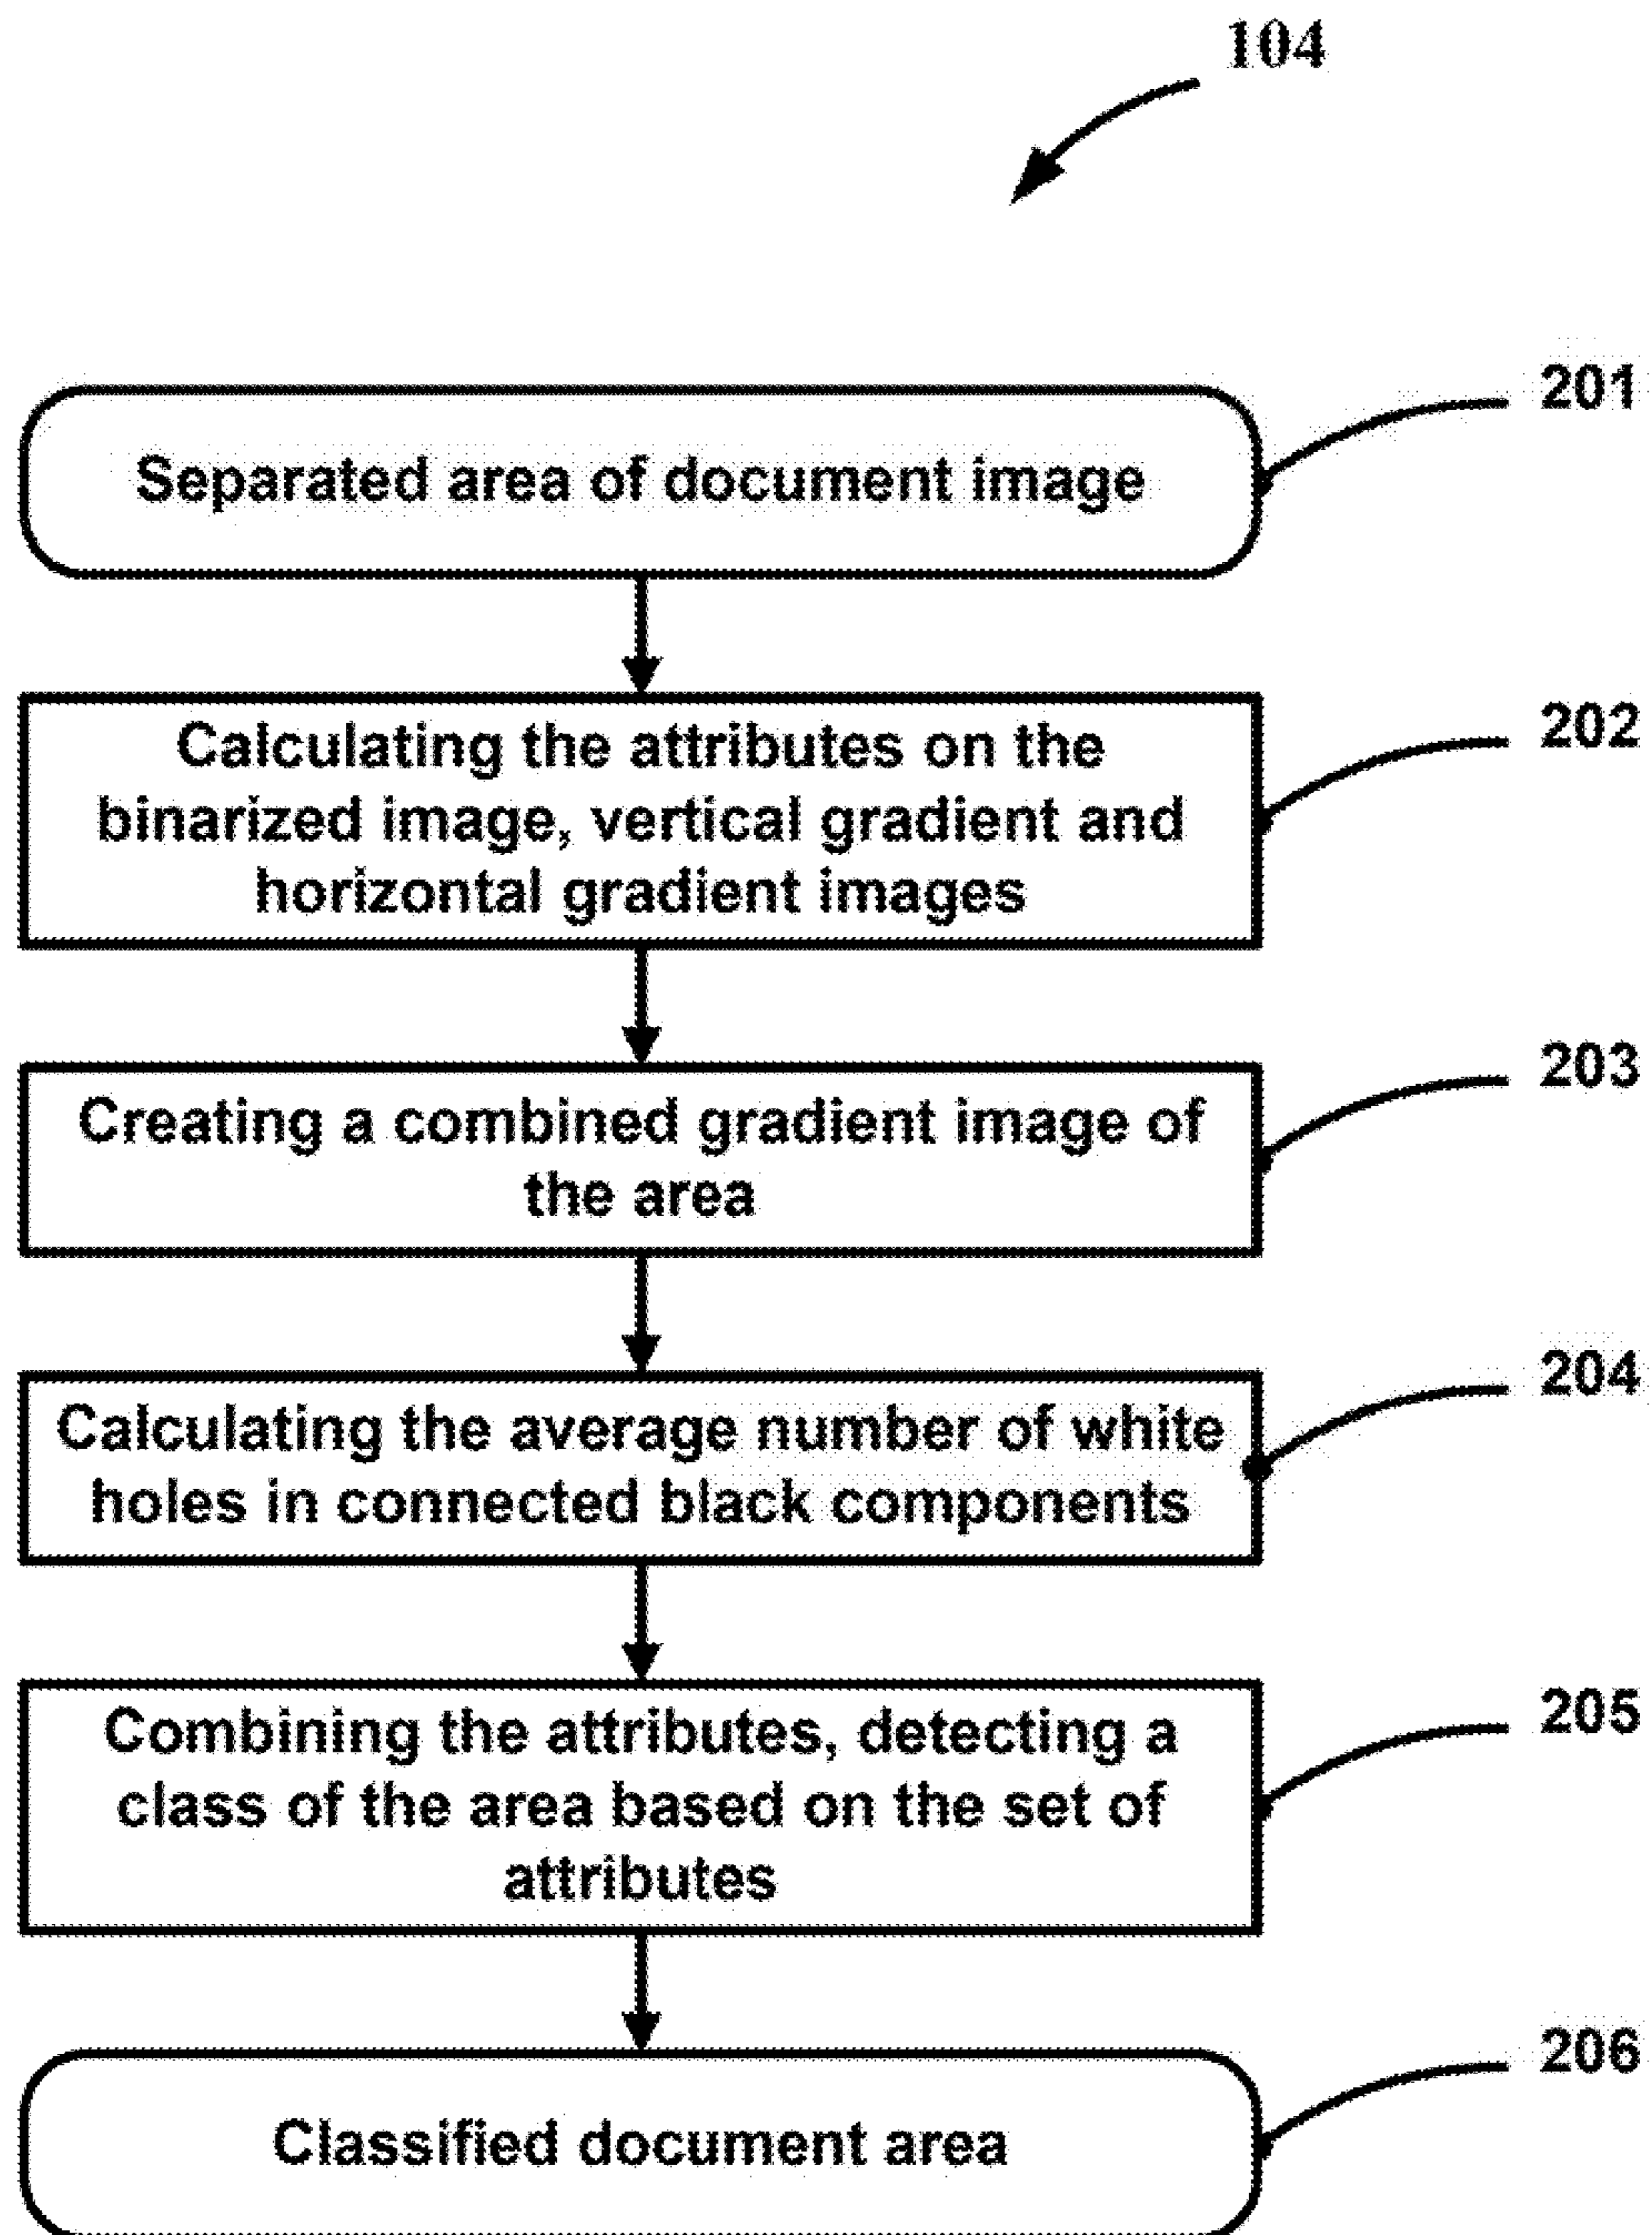 104
201
Separated area of document image
202
Calculating the attributes on the
binarized image, vertical gradient and
horizontal gradient images
203
Creating a combined gradient image of
the area
204
Calculating the average number of white
holes in connected black components
205
Combining the attributes, detecting a
class of the area based on the set of
attributes
206
Classified document area